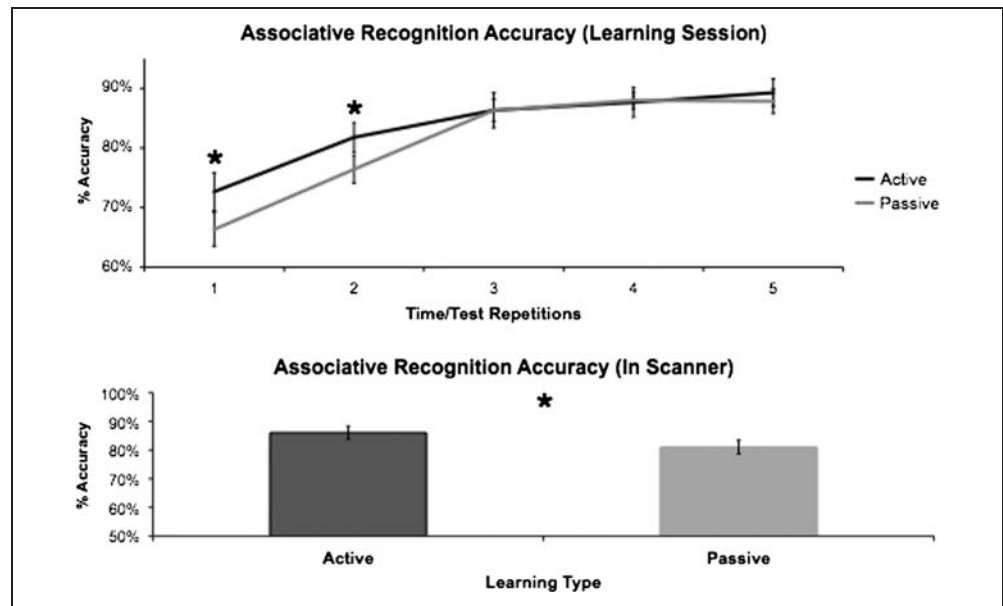 Associative Recognition Accuracy (Learning Session)
90%
80%
70%
60%
% Accuracy
*
*
Active
Passive
1 2 3 4 5
Time/Test Repetitions
Associative Recognition Accuracy (In Scanner)
*
100%
90%
80%
70%
60%
50%
% Accuracy
Active Passive
Learning Type